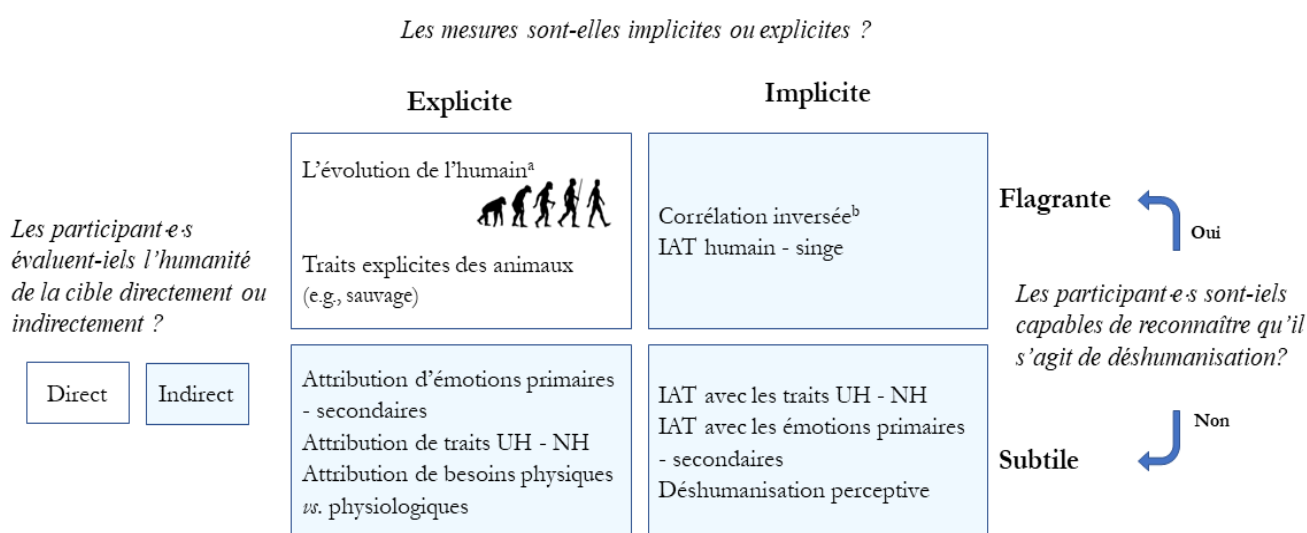 Les mesures sont-elles implicites ou explicites ?
Explicite
Implicite
L'évolution de l'humainᵃ
Traits explicites des animaux
(e.g., sauvage)
Corrélation inverséeᵇ
IAT humain - singe
Flagrante
Oui
Les participant·e·s
évaluent-iels l'humanité
de la cible directement ou
indirectement ?
Direct
Indirect
Les participant·e·s sont-iels
capables de reconnaître qu'il
s'agit de déshumanisation?
Attribution d'émotions primaires
- secondaires
Attribution de traits UH - NH
Attribution de besoins physiques
vs. physiologiques
IAT avec les traits UH - NH
IAT avec les émotions primaires
- secondaires
Déshumanisation perceptive
Non
Subtile